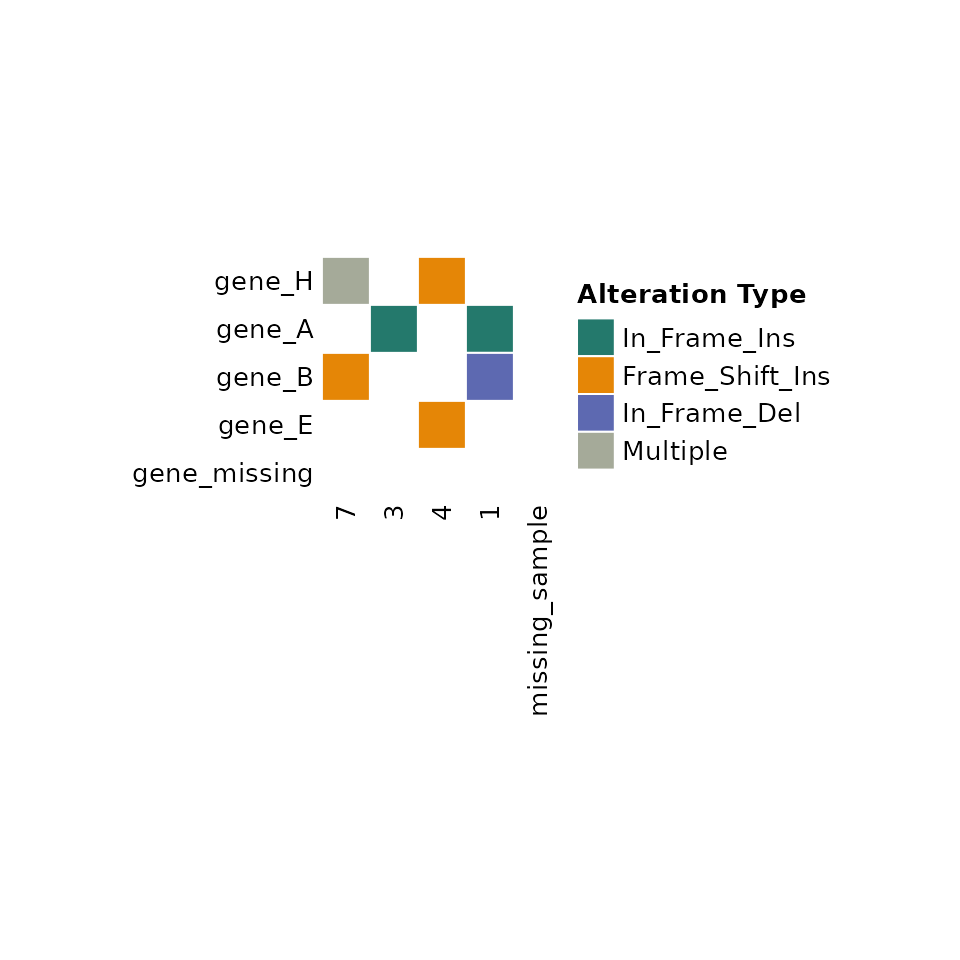 gene_H
gene_A
gene_B
gene_E
gene_missing
7
3
4
1
missing_sample
Alteration Type
In_Frame_Ins
Frame_Shift_Ins
In_Frame_Del
Multiple